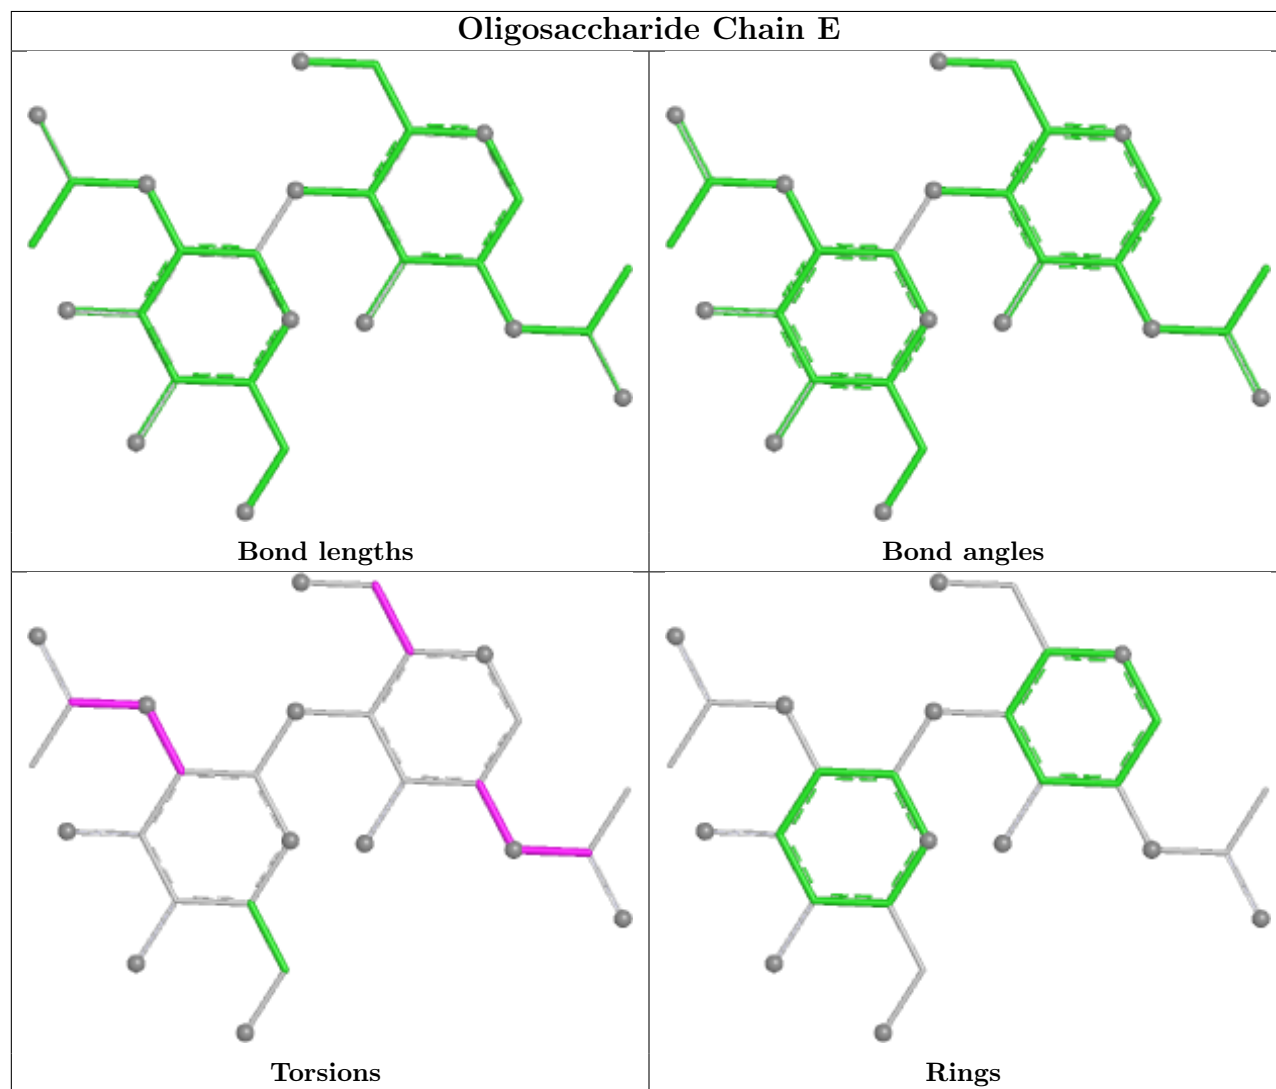 Oligosaccharide Chain E
Bond lengths
Bond angles
Torsions
Rings